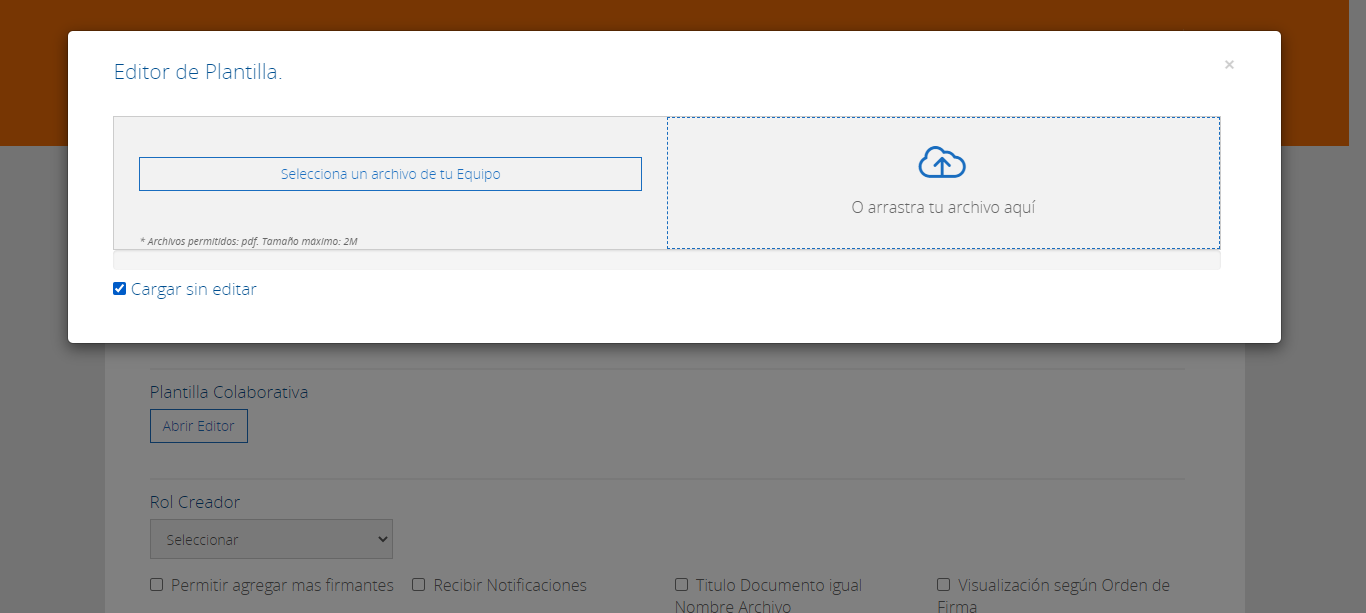 Editor de Plantilla.
×
Selecciona un archivo de tu Equipo
O arrastra tu archivo aquí
* Archivos permitidos: pdf. Tamaño máximo: 2M
Cargar sin editar
Plantilla Colaborativa
Abrir Editor
Rol Creador
Seleccionar
Permitir agregar mas firmantes
Recibir Notificaciones
Titulo Documento igual
Nombre Archivo
Visualización según Orden de
Firma